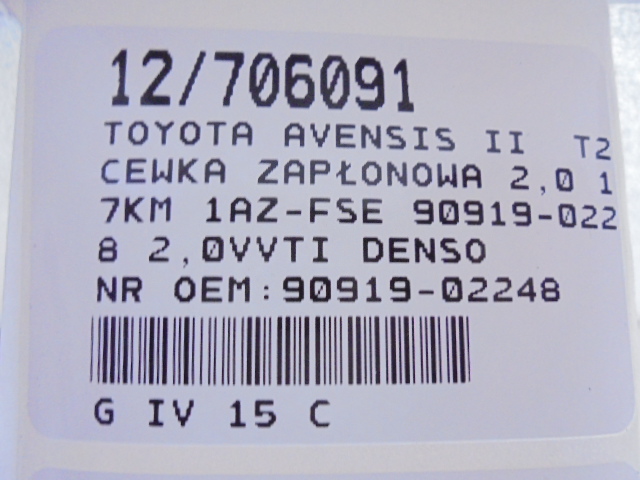 12/706091
TOYOTA AVENSIS II T2
CEWKA ZAPŁONOWA 2,0 1
7KM 1AZ-FSE 90919-022
8 2,0VVTI DENSO
NR OEM:90919-02248
G IV 15 C